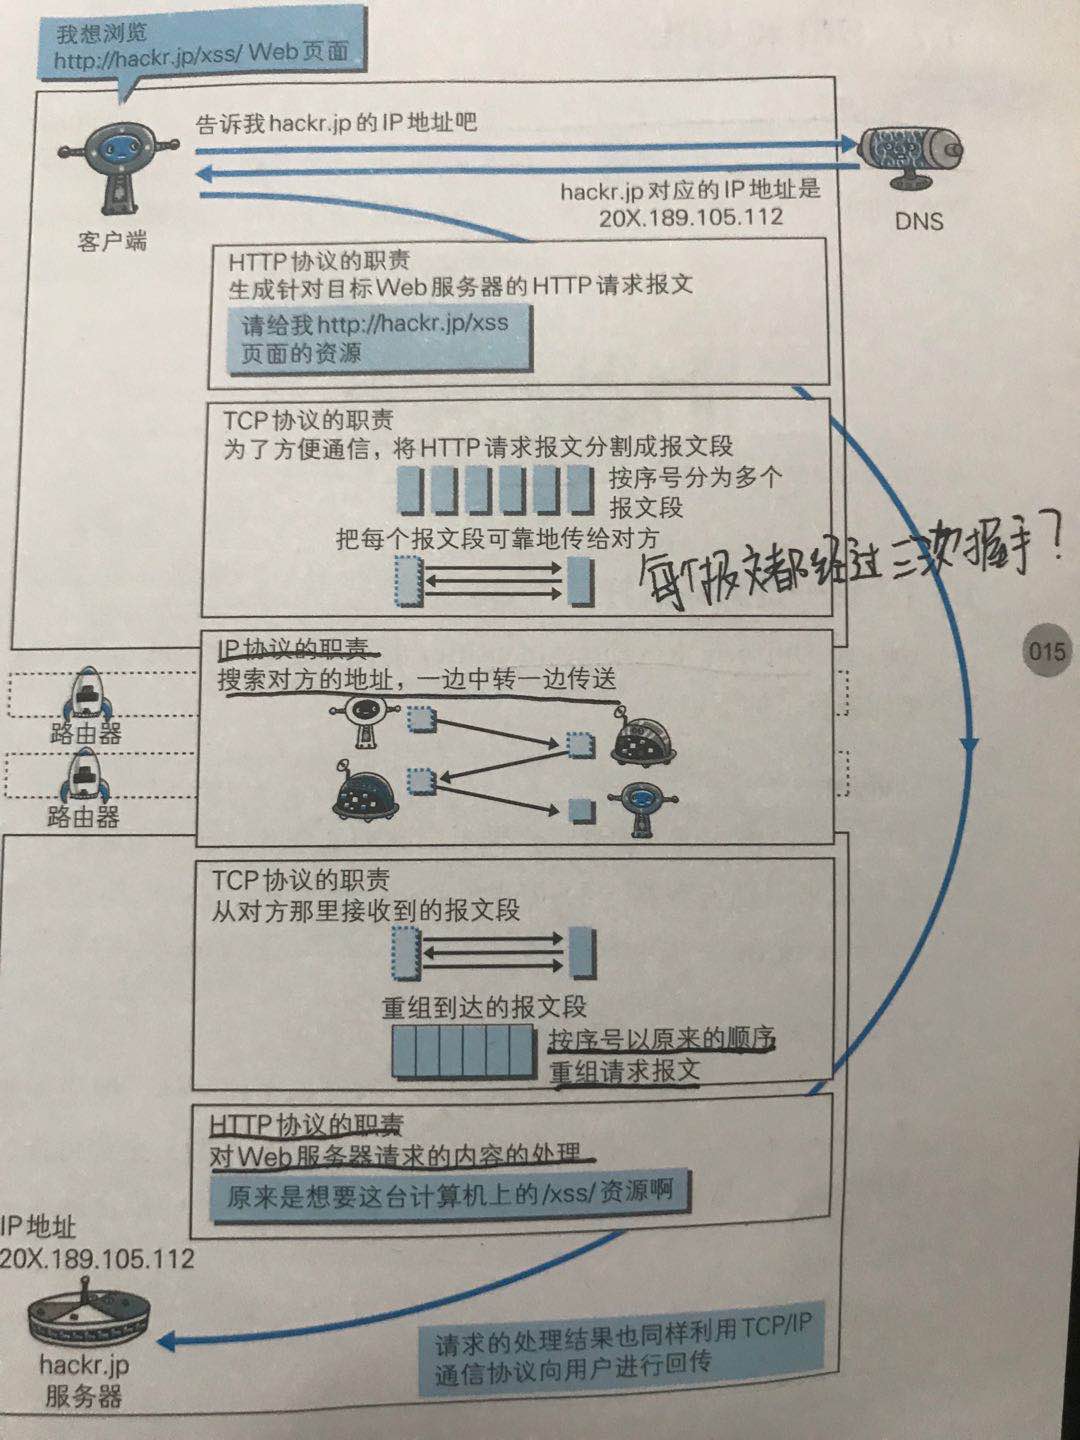 我想浏览
http://hackr.jp/xss/ Web页面
告诉我hackr.jp的IP地址吧
hackr.jp对应的IP地址是
20X.189.105.112
客户端
DNS
HTTP协议的职责
生成针对目标Web服务器的HTTP请求报文
请给我http://hackr.jp/xss
页面的资源
TCP协议的职责
为了方便通信，将HTTP请求报文分割成报文段
按序号分为多个
报文段
把每个报文段可靠地传给对方
每个报文都经过三次握手？
015
IP协议的职责
搜索对方的地址，一边中转一边传送
路由器
路由器
TCP协议的职责
从对方那里接收到的报文段
重组到达的报文段
按序号以原来的顺序
重组请求报文
HTTP协议的职责
对Web服务器请求的内容的处理
原来是想要这台计算机上的/xss/资源啊
IP地址
20X.189.105.112
hackr.jp
服务器
请求的处理结果也同样利用TCP/IP
通信协议向用户进行回传